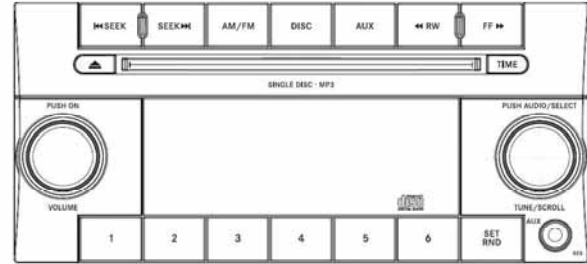 ⏮SEEK SEEK⏭ AM/FM DISC AUX ◀◀ RW FF ▶▶
TIME
SINGLE DISC · MP3
PUSH ON PUSH AUDIO/SELECT
VOLUME TUNE/SCROLL
AUX
1 2 3 4 5 6 SET
RND